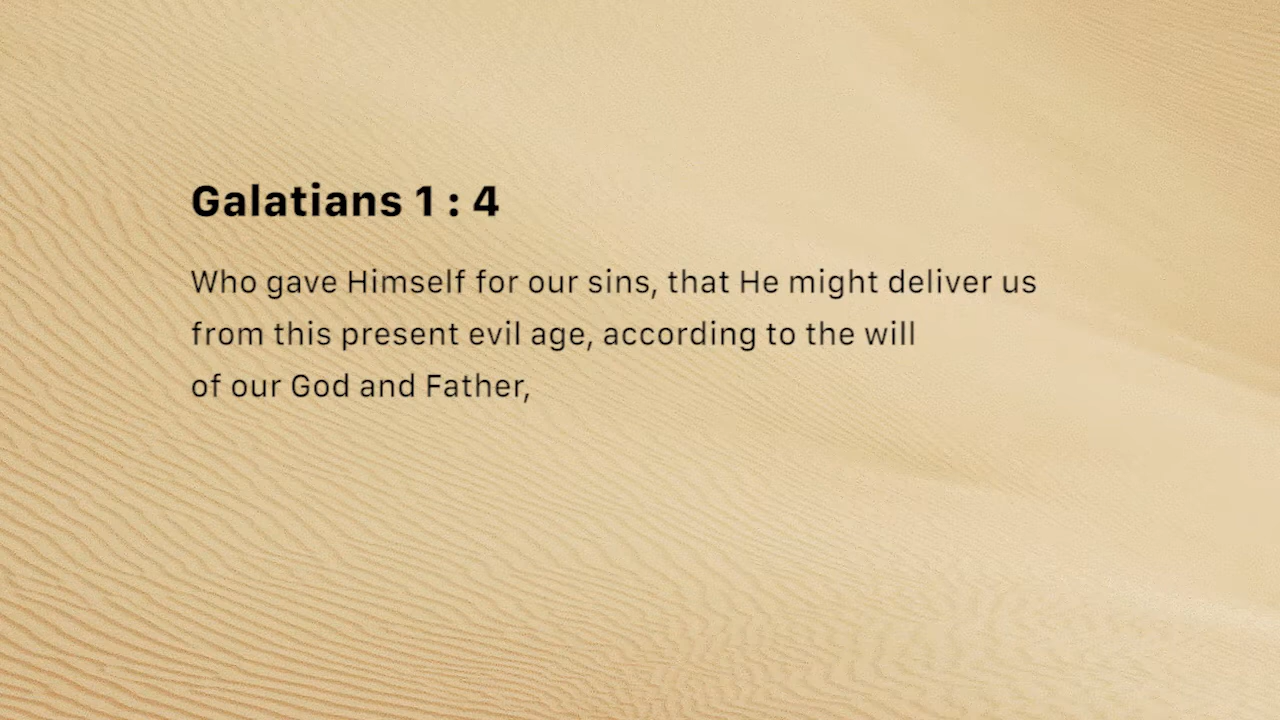 Galatians 1 : 4
Who gave Himself for our sins, that He might deliver us
from this present evil age, according to the will
of our God and Father,